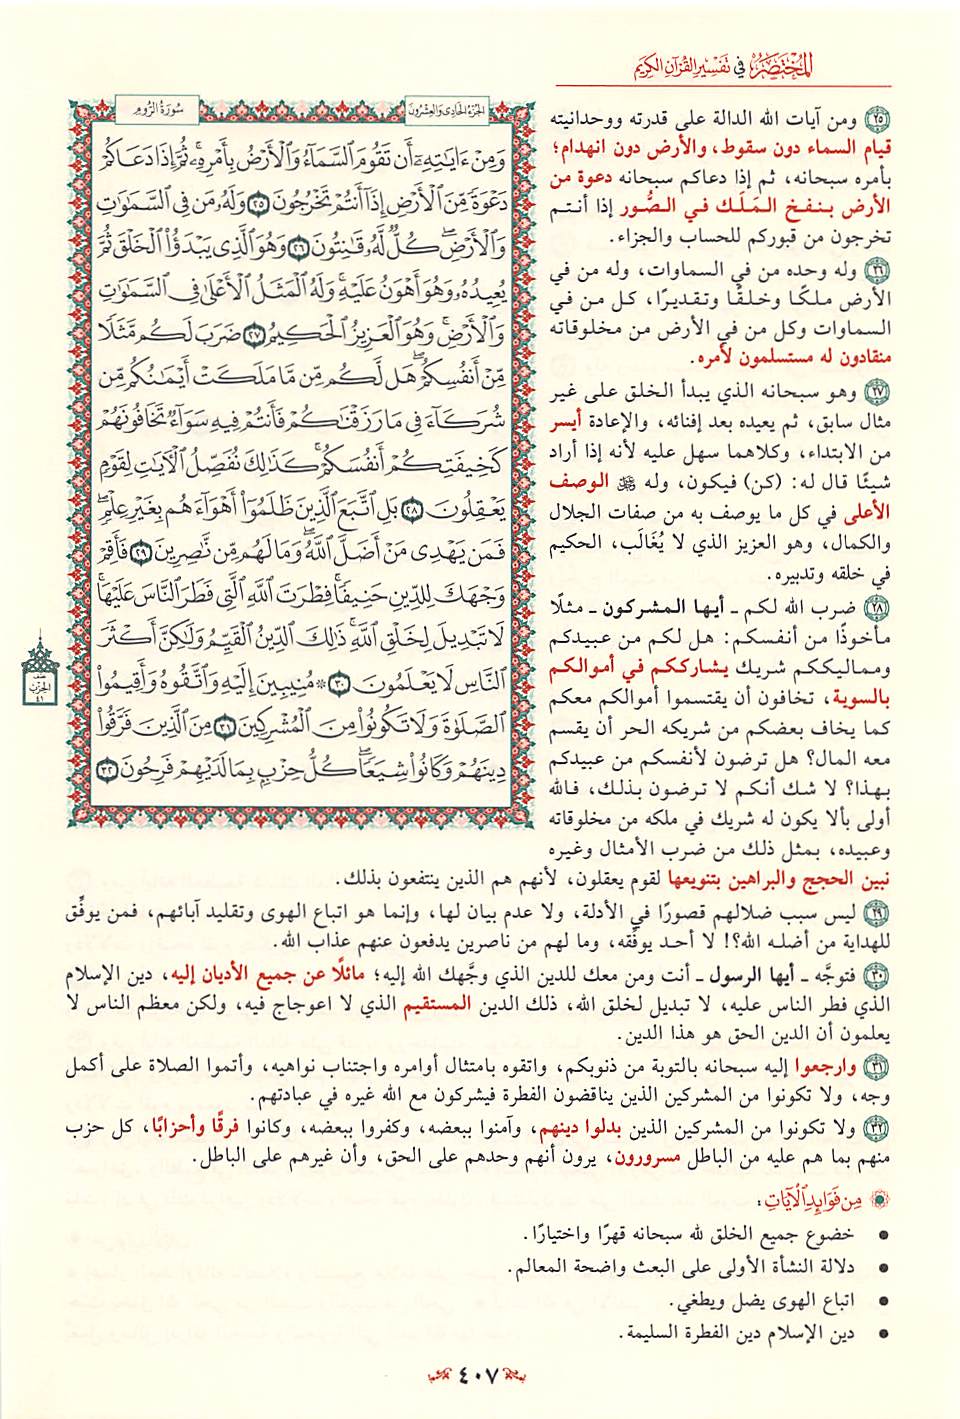 المختصر في تفسير القرآن الكريم
سورة الروم
الجزء الحادي والعشرون
وَمِنْ ءَايَٰتِهِۦٓ أَن تَقُومَ ٱلسَّمَآءُ وَٱلْأَرْضُ بِأَمْرِهِۦۚ ثُمَّ إِذَا دَعَاكُمْ
دَعْوَةً مِّنَ ٱلْأَرْضِ إِذَآ أَنتُمْ تَخْرُجُونَ ٢٥ وَلَهُۥ مَن فِى ٱلسَّمَٰوَٰتِ
وَٱلْأَرْضِۖ كُلٌّ لَّهُۥ قَٰنِتُونَ ٢٦ وَهُوَ ٱلَّذِى يَبْدَؤُا۟ ٱلْخَلْقَ ثُمَّ
يُعِيدُهُۥ وَهُوَ أَهْوَنُ عَلَيْهِۚ وَلَهُ ٱلْمَثَلُ ٱلْأَعْلَىٰ فِى ٱلسَّمَٰوَٰتِ
وَٱلْأَرْضِۚ وَهُوَ ٱلْعَزِيزُ ٱلْحَكِيمُ ٢٧ ضَرَبَ لَكُم مَّثَلًا
مِّنْ أَنفُسِكُمْۖ هَل لَّكُم مِّن مَّا مَلَكَتْ أَيْمَٰنُكُم مِّن
شُرَكَآءَ فِى مَا رَزَقْنَٰكُمْ فَأَنتُمْ فِيهِ سَوَآءٌ تَخَافُونَهُمْ
كَخِيفَتِكُمْ أَنفُسَكُمْۚ كَذَٰلِكَ نُفَصِّلُ ٱلْءَايَٰتِ لِقَوْمٍ
يَعْقِلُونَ ٢٨ بَلِ ٱتَّبَعَ ٱلَّذِينَ ظَلَمُوٓا۟ أَهْوَآءَهُم بِغَيْرِ عِلْمٍۖ
فَمَن يَهْدِى مَنْ أَضَلَّ ٱللَّهُۖ وَمَا لَهُم مِّن نَّٰصِرِينَ ٢٩ فَأَقِمْ
وَجْهَكَ لِلدِّينِ حَنِيفًاۚ فِطْرَتَ ٱللَّهِ ٱلَّتِى فَطَرَ ٱلنَّاسَ عَلَيْهَاۚ
لَا تَبْدِيلَ لِخَلْقِ ٱللَّهِۚ ذَٰلِكَ ٱلدِّينُ ٱلْقَيِّمُ وَلَٰكِنَّ أَكْثَرَ
ٱلنَّاسِ لَا يَعْلَمُونَ ٣٠ ۞ مُنِيبِينَ إِلَيْهِ وَٱتَّقُوهُ وَأَقِيمُوا۟
ٱلصَّلَوٰةَ وَلَا تَكُونُوا۟ مِنَ ٱلْمُشْرِكِينَ ٣١ مِنَ ٱلَّذِينَ فَرَّقُوا۟
دِينَهُمْ وَكَانُوا۟ شِيَعًاۖ كُلُّ حِزْبٍۭ بِمَا لَدَيْهِمْ فَرِحُونَ ٣٢
نصف
الحزب
٤١
٢٥ ومن آيات الله الدالة على قدرته ووحدانيته
قيام السماء دون سقوط، والأرض دون انهدام؛
بأمره سبحانه، ثم إذا دعاكم سبحانه دعوة من
الأرض بنفخ المَلَك في الصُّور إذا أنتم
تخرجون من قبوركم للحساب والجزاء.
٢٦ وله وحده من في السماوات، وله من في
الأرض ملكًا وخلقًا وتقديرًا، كل من في
السماوات وكل من في الأرض من مخلوقاته
منقادون له مستسلمون لأمره.
٢٧ وهو سبحانه الذي يبدأ الخلق على غير
مثال سابق، ثم يعيده بعد إفنائه، والإعادة أيسر
من الابتداء، وكلاهما سهل عليه لأنه إذا أراد
شيئًا قال له: (كن) فيكون، وله ﷻ الوصف
الأعلى في كل ما يوصف به من صفات الجلال
والكمال، وهو العزيز الذي لا يُغَالَب، الحكيم
في خلقه وتدبيره.
٢٨ ضرب الله لكم ـ أيها المشركون ـ مثلًا
مأخوذًا من أنفسكم: هل لكم من عبيدكم
ومماليككم شريك يشارككم في أموالكم
بالسوية، تخافون أن يقتسموا أموالكم معكم
كما يخاف بعضكم من شريكه الحر أن يقسم
معه المال؟ هل ترضون لأنفسكم من عبيدكم
بهذا؟ لا شك أنكم لا ترضون بذلك، فالله
أولى بألا يكون له شريك في ملكه من مخلوقاته
وعبيده، بمثل ذلك من ضرب الأمثال وغيره
نبين الحجج والبراهين بتنويعها لقوم يعقلون، لأنهم هم الذين ينتفعون بذلك.
٢٩ ليس سبب ضلالهم قصورًا في الأدلة، ولا عدم بيان لها، وإنما هو اتباع الهوى وتقليد آبائهم، فمن يوفِّق
للهداية من أضله الله؟! لا أحد يوفِّقه، وما لهم من ناصرين يدفعون عنهم عذاب الله.
٣٠ فتوجَّه ـ أيها الرسول ـ أنت ومن معك للدين الذي وجَّهك الله إليه؛ مائلًا عن جميع الأديان إليه، دين الإسلام
الذي فطر الناس عليه، لا تبديل لخلق الله، ذلك الدين المستقيم الذي لا اعوجاج فيه، ولكن معظم الناس لا
يعلمون أن الدين الحق هو هذا الدين.
٣١ وارجعوا إليه سبحانه بالتوبة من ذنوبكم، واتقوه بامتثال أوامره واجتناب نواهيه، وأتموا الصلاة على أكمل
وجه، ولا تكونوا من المشركين الذين يناقضون الفطرة فيشركون مع الله غيره في عبادتهم.
٣٢ ولا تكونوا من المشركين الذين بدلوا دينهم، وآمنوا ببعضه، وكفروا ببعضه، وكانوا فرقًا وأحزابًا، كل حزب
منهم بما هم عليه من الباطل مسرورون، يرون أنهم وحدهم على الحق، وأن غيرهم على الباطل.
من فوائد الآيات:
● خضوع جميع الخلق لله سبحانه قهرًا واختيارًا.
● دلالة النشأة الأولى على البعث واضحة المعالم.
● اتباع الهوى يضل ويطغي.
● دين الإسلام دين الفطرة السليمة.
٤٠٧